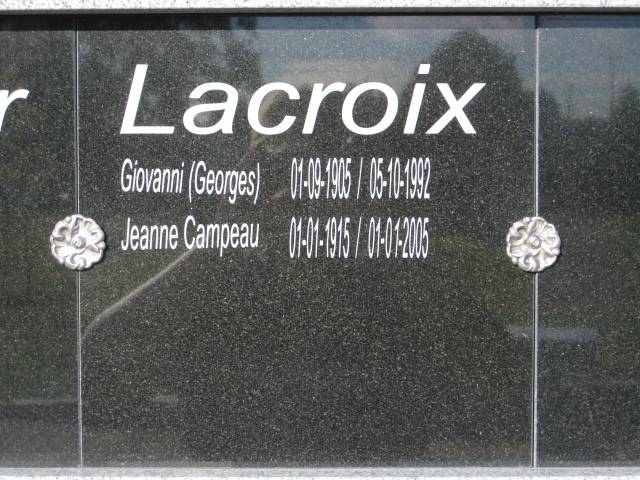 Lacroix
Giovanni (Georges) 01-09-1905 / 05-10-1992
Jeanne Campeau 01-01-1915 / 01-01-2005